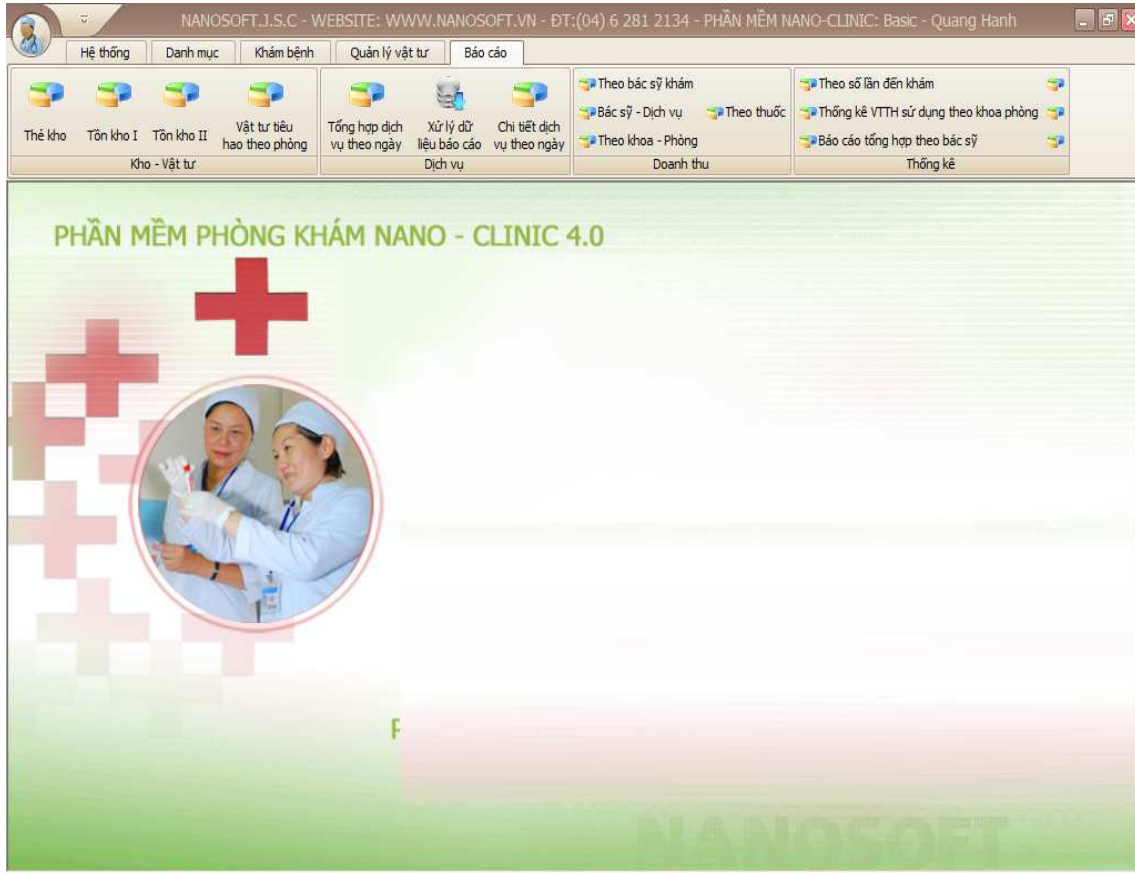 NANOSOFT.J.S.C - WEBSITE: WWW.NANOSOFT.VN - ĐT:(04) 6 281 2134 - PHẦN MỀM NANO-CLINIC: Basic - Quang Hanh
Hệ thống Danh mục Khám bệnh Quản lý vật tư Báo cáo
Thẻ kho
Tồn kho I
Tồn kho II
Vật tư tiêu
hao theo phòng
Kho - Vật tư
Tổng hợp dịch
vụ theo ngày
Xử lý dữ
liệu báo cáo
Chi tiết dịch
vụ theo ngày
Dịch vụ
Theo bác sỹ khám
Bác sỹ - Dịch vụ Theo thuốc
Theo khoa - Phòng
Doanh thu
Theo số lần đến khám
Thống kê VTTH sử dụng theo khoa phòng
Báo cáo tổng hợp theo bác sỹ
Thống kê
PHẦN MỀM PHÒNG KHÁM NANO - CLINIC 4.0
NANOSOFT